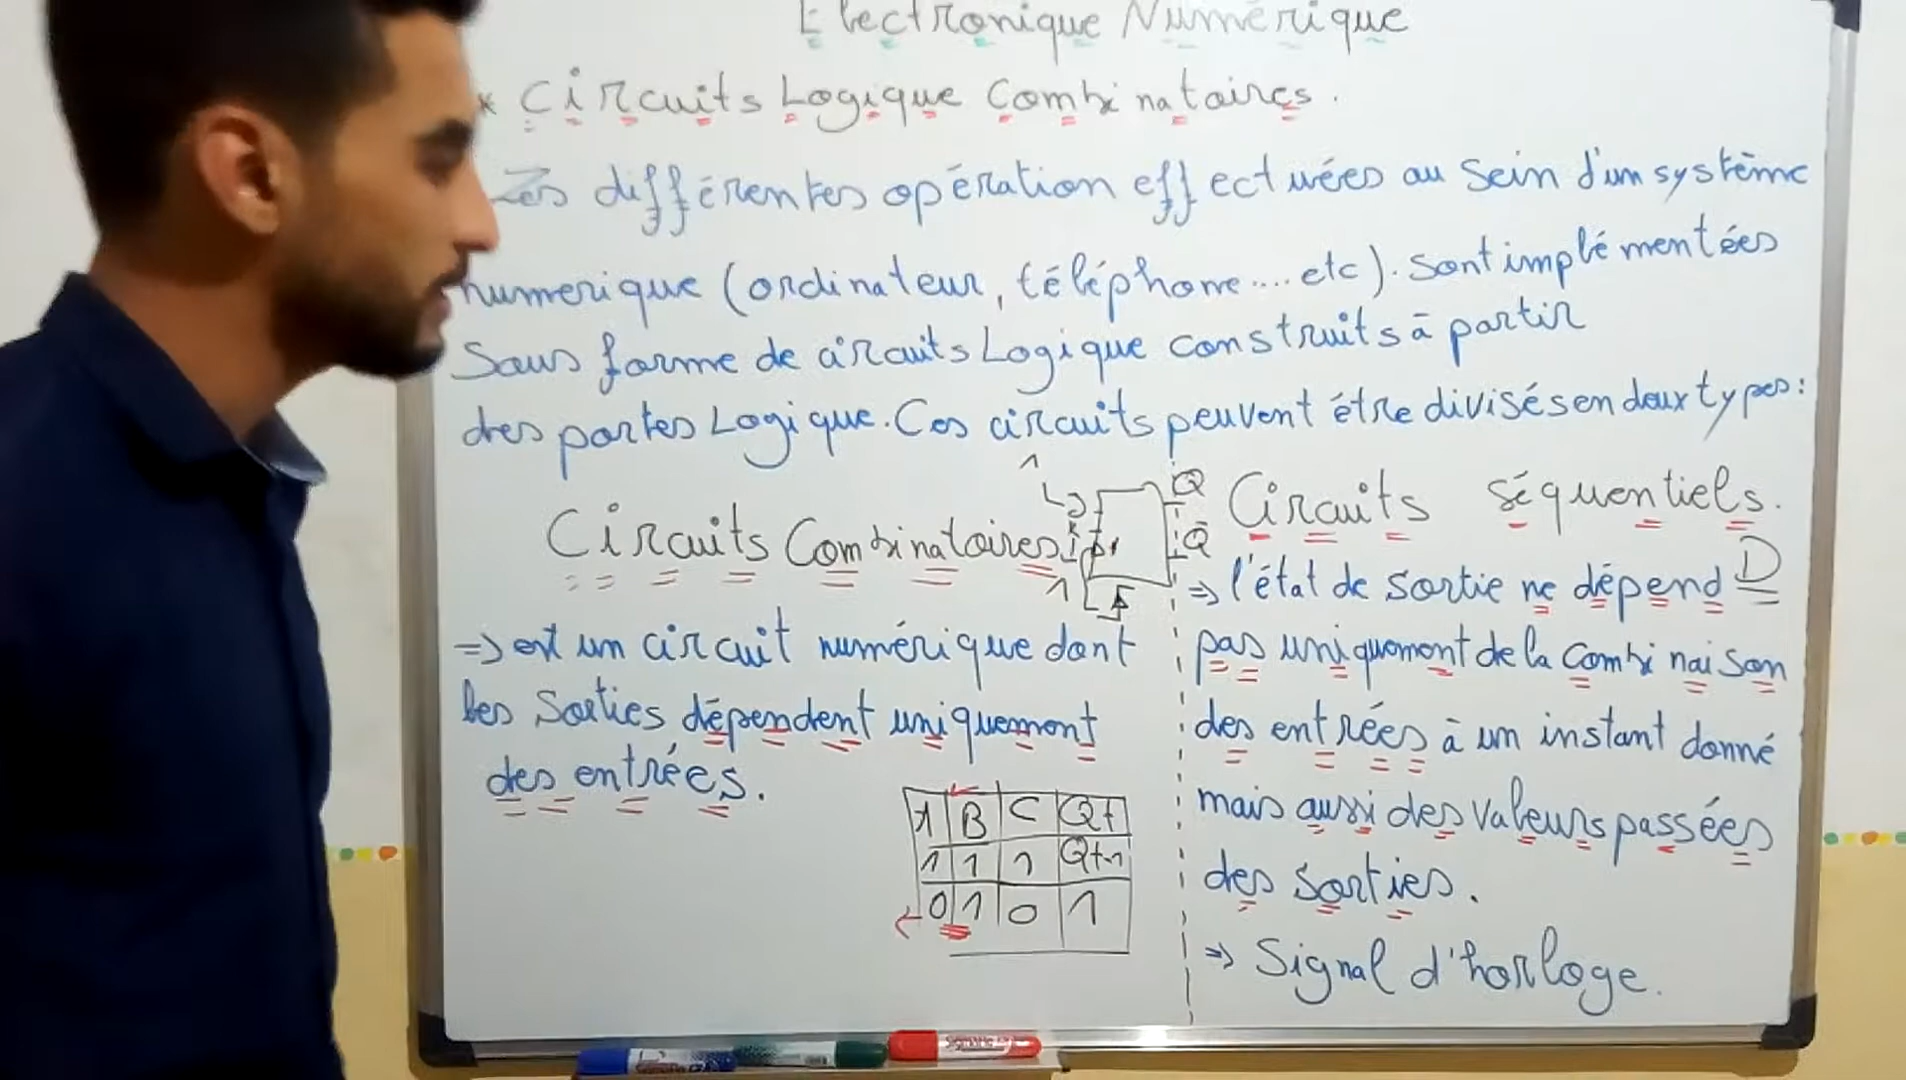 Electronique Numérique
* Circuits Logique Combinatoires.
Les différentes opération effectuées au sein d'un système
numerique (ordinateur, téléphone .... etc). sont implémentées
Sous forme de circuits Logique construits à partir
des portes Logique. Ces circuits peuvent être divisés en deux types:
Circuits Combinatoires
=> est un circuit numérique dont
les Sorties dépendent uniquement
des entrées.
A B C Qt
1 1 1 Qt-1
0 1 0 1
1
J Q
K Q̄
1
Circuits séquentiels.
D
=> l'état de sortie ne dépend
pas uniquement de la combinaison
des entrées à un instant donné
mais aussi des valeurs passées
des sorties.
=> Signal d'horloge.